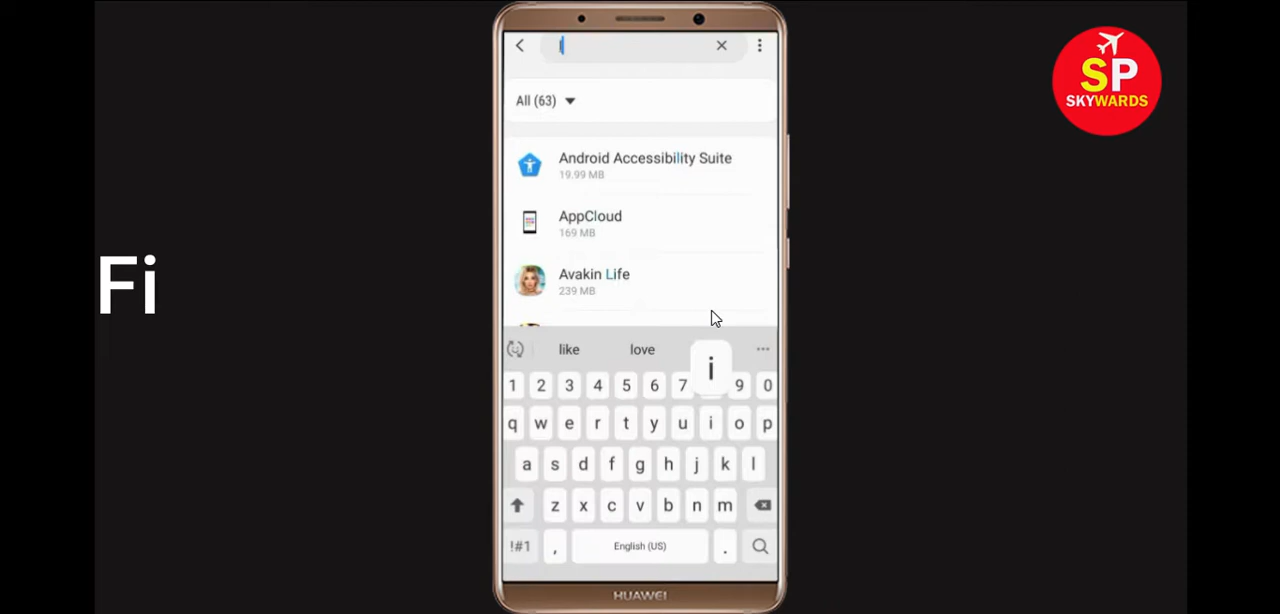 l
SP
SKYWARDS
All (63)
Android Accessibility Suite
19.99 MB
AppCloud
169 MB
Fi
Avakin Life
239 MB
like love
i
1 2 3 4 5 6 7 9 0
q w e r t y u i o p
a s d f g h j k l
z x c v b n m
!#1 , English (US) .
HUAWEI